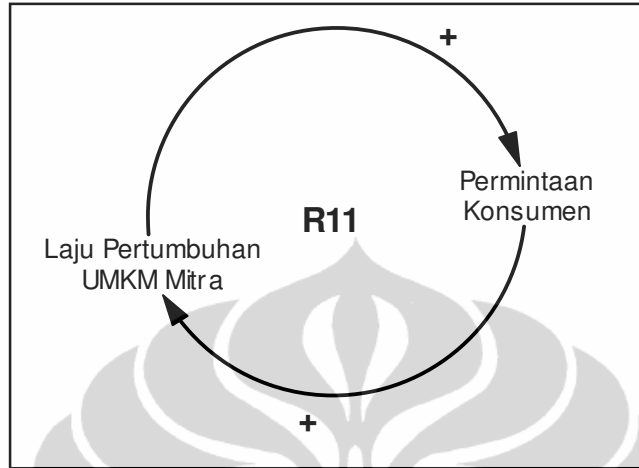 +
Permintaan
Konsumen
R11
Laju Pertumbuhan
UMKM Mitra
+